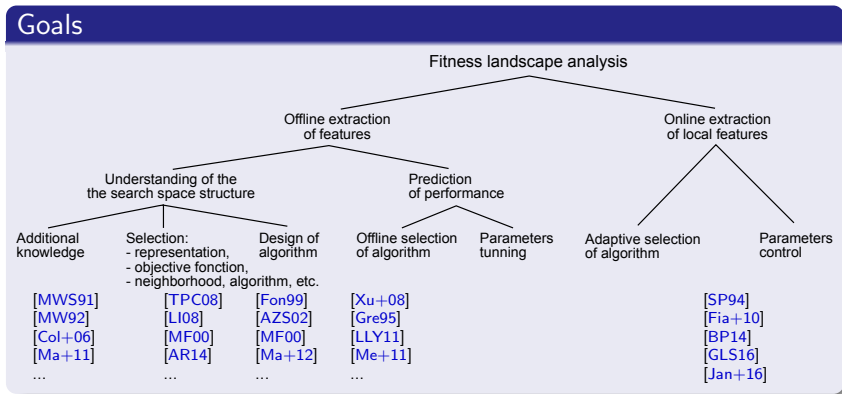 Goals
Fitness landscape analysis
Offline extraction
of features
Online extraction
of local features
Understanding of the
the search space structure
Prediction
of performance
Additional
knowledge
Selection:
- representation,
- objective fonction,
- neighborhood, algorithm, etc.
Design of
algorithm
Offline selection
of algorithm
Parameters
tunning
Adaptive selection
of algorithm
Parameters
control
[MWS91]
[MW92]
[Col+06]
[Ma+11]
...
[TPC08]
[LI08]
[MF00]
[AR14]
...
[Fon99]
[AZS02]
[MF00]
[Ma+12]
...
[Xu+08]
[Gre95]
[LLY11]
[Me+11]
...
[SP94]
[Fia+10]
[BP14]
[GLS16]
[Jan+16]